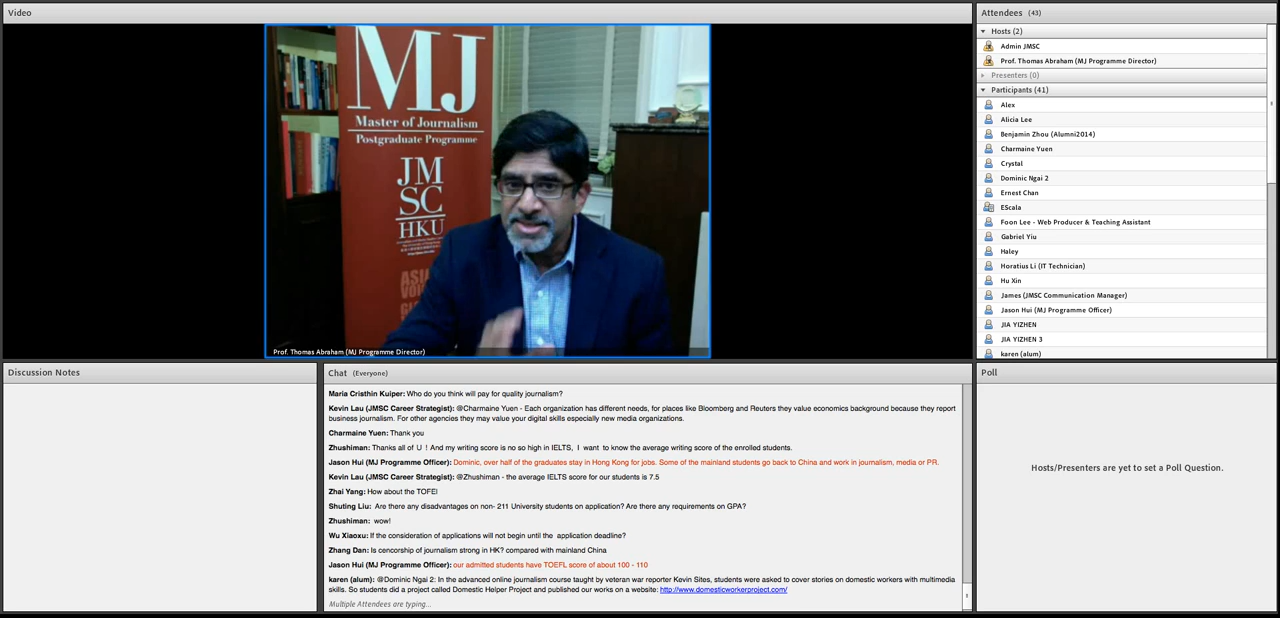 Video
MJ
Master of Journalism
Postgraduate Programme
JM
SC
HKU
ASIA
VOI
GL
Prof. Thomas Abraham (MJ Programme Director)
Attendees (43)
Hosts (2)
Admin JMSC
Prof. Thomas Abraham (MJ Programme Director)
Presenters (0)
Participants (41)
Alex
Alicia Lee
Benjamin Zhou (Alumni2014)
Charmaine Yuen
Crystal
Dominic Ngai 2
Ernest Chan
EScala
Foon Lee - Web Producer & Teaching Assistant
Gabriel Yiu
Haley
Horatius Li (IT Technician)
Hu Xin
James (JMSC Communication Manager)
Jason Hui (MJ Programme Officer)
JIA YIZHEN
JIA YIZHEN 3
karen (alum)
Discussion Notes
Chat (Everyone)
Maria Cristhin Kuiper: Who do you think will pay for quality journalism?
Kevin Lau (JMSC Career Strategist): @Charmaine Yuen - Each organization has different needs, for places like Bloomberg and Reuters they value economics background because they report
business journalism. For other agencies they may value your digital skills especially new media organizations.
Charmaine Yuen: Thank you
Zhushiman: Thanks all of U ! And my writing score is no so high in IELTS, I want to know the average writing score of the enrolled students.
Jason Hui (MJ Programme Officer): Dominic, over half of the graduates stay in Hong Kong for jobs. Some of the mainland students go back to China and work in journalism, media or PR.
Kevin Lau (JMSC Career Strategist): @Zhushiman - the average IELTS score for our students is 7.5
Zhai Yang: How about the TOFEl
Shuting Liu: Are there any disadvantages on non- 211 University students on application? Are there any requirements on GPA?
Zhushiman: wow!
Wu Xiaoxu: If the consideration of applications will not begin until the application deadline?
Zhang Dan: Is cencorship of journalism strong in HK? compared with mainland China
Jason Hui (MJ Programme Officer): our admitted students have TOEFL score of about 100 - 110
karen (alum): @Dominic Ngai 2: In the advanced online journalism course taught by veteran war reporter Kevin Sites, students were asked to cover stories on domestic workers with multimedia
skills. So students did a project called Domestic Helper Project and published our works on a website: http://www.domesticworkerproject.com/
Multiple Attendees are typing...
Poll
Hosts/Presenters are yet to set a Poll Question.